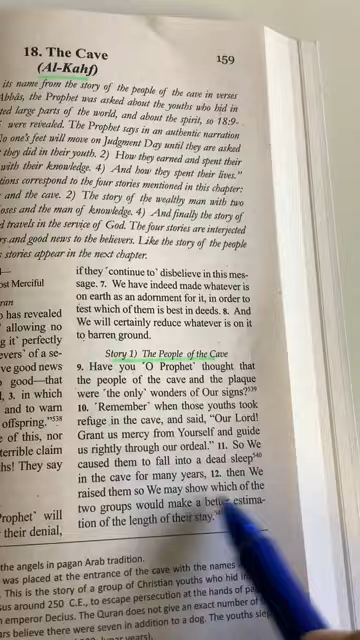 18. The Cave
(Al-Kahf)
159
its name from the story of the people of the cave in verses
Abbâs, the Prophet was asked about the youths who hid in
ted large parts of the world, and about the spirit, so 18:9-
were revealed. The Prophet says in an authentic narration
o one's feet will move on Judgment Day until they are asked
they did in their youth. 2) How they earned and spent their
with their knowledge. 4) And how they spent their lives."
tions correspond to the four stories mentioned in this chapter:
and the cave. 2) The story of the wealthy man with two
oses and the man of knowledge. 4) And finally the story of
d travels in the service of God. The four stories are interjected
rs and good news to the believers. Like the story of the people
stories appear in the next chapter.
ost Merciful
ran
o has revealed
allowing no
g it˺ perfectly
evers˺ of a se-
ve good news
good—that
, 3. in which
and to warn
offspring."⁵³⁸
e of this, nor
terrible claim
hs! They say
Prophet˺ will
their denial,
if they ˹continue to˺ disbelieve in this mes-
sage. 7. We have indeed made whatever is
on earth as an adornment for it, in order to
test which of them is best in deeds. 8. And
We will certainly reduce whatever is on it
to barren ground.
Story 1) The People of the Cave
9. Have you ˹O Prophet˺ thought that
the people of the cave and the plaque
were ˹the only˺ wonders of Our signs?⁵³⁹
10. ˹Remember˺ when those youths took
refuge in the cave, and said, "Our Lord!
Grant us mercy from Yourself and guide
us rightly through our ordeal." 11. So We
caused them to fall into a dead sleep⁵⁴⁰
in the cave for many years, 12. then We
raised them so We may show which of the
two groups would make a better estima-
tion of the length of their stay.
the angels in pagan Arab tradition.
was placed at the entrance of the cave with the names
This is the story of a group of Christian youths who hid in
sus around 250 C.E., to escape persecution at the hands of
n emperor Decius. The Quran does not give an exact number of
ars believe there were seven in addition to a dog. The youths
lunar years).